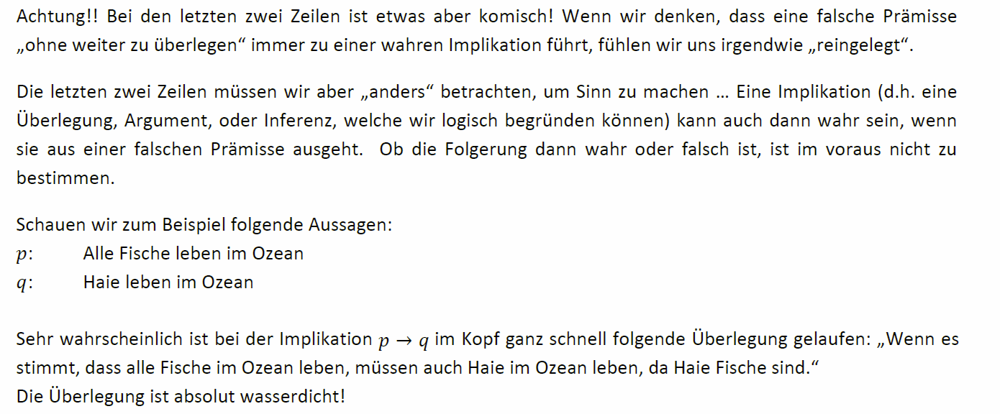 Achtung!! Bei den letzten zwei Zeilen ist etwas aber komisch! Wenn wir denken, dass eine falsche Prämisse
„ohne weiter zu überlegen“ immer zu einer wahren Implikation führt, fühlen wir uns irgendwie „reingelegt“.
Die letzten zwei Zeilen müssen wir aber „anders“ betrachten, um Sinn zu machen … Eine Implikation (d.h. eine
Überlegung, Argument, oder Inferenz, welche wir logisch begründen können) kann auch dann wahr sein, wenn
sie aus einer falschen Prämisse ausgeht. Ob die Folgerung dann wahr oder falsch ist, ist im voraus nicht zu
bestimmen.
Schauen wir zum Beispiel folgende Aussagen:
p: Alle Fische leben im Ozean
q: Haie leben im Ozean
Sehr wahrscheinlich ist bei der Implikation p → q im Kopf ganz schnell folgende Überlegung gelaufen: „Wenn es
stimmt, dass alle Fische im Ozean leben, müssen auch Haie im Ozean leben, da Haie Fische sind.“
Die Überlegung ist absolut wasserdicht!